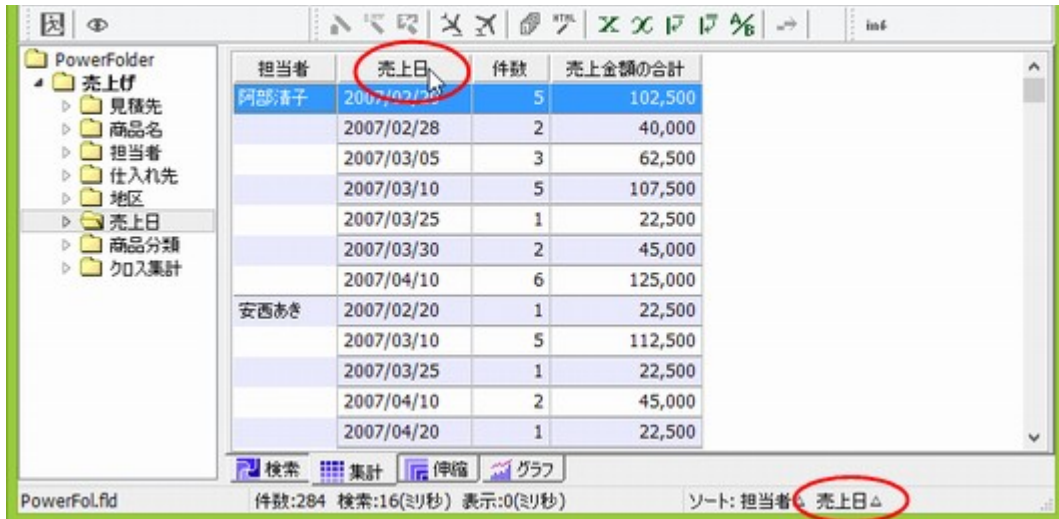 HTML
A/B
inf
PowerFolder
売上げ
見積先
商品名
担当者
仕入れ先
地区
売上日
商品分類
クロス集計
担当者 売上日 件数 売上金額の合計
阿部清子 2007/02/20 5 102,500
2007/02/28 2 40,000
2007/03/05 3 62,500
2007/03/10 5 107,500
2007/03/25 1 22,500
2007/03/30 2 45,000
2007/04/10 6 125,000
安西あき 2007/02/20 1 22,500
2007/03/10 5 112,500
2007/03/25 1 22,500
2007/04/10 2 45,000
2007/04/20 1 22,500
検索 集計 伸縮 グラフ
PowerFol.fld 件数:284 検索:16(ミリ秒) 表示:0(ミリ秒) ソート: 担当者△ 売上日△